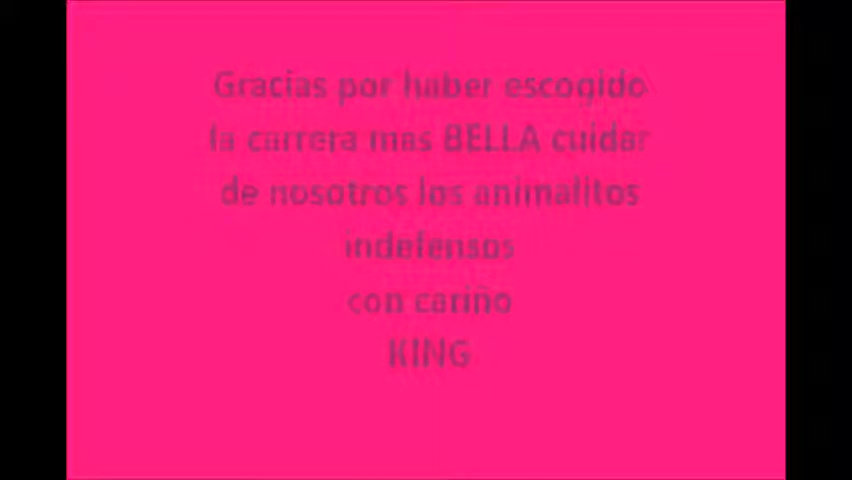 Gracias por haber escogido
la carrera mas BELLA cuidar
de nosotros los animalitos
indefensos
con cariño
KING